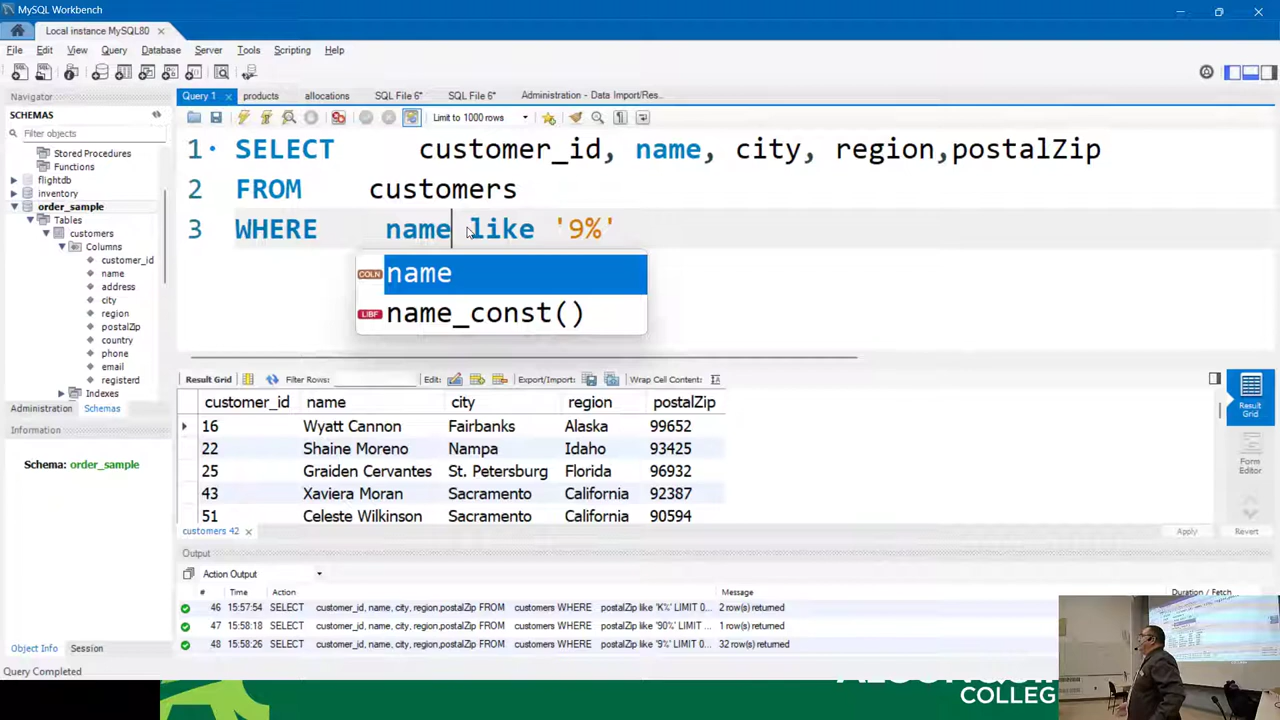 MySQL Workbench
Local instance MySQL80
File Edit View Query Database Server Tools Scripting Help
Navigator
SCHEMAS
Filter objects
Stored Procedures
Functions
flightdb
inventory
order_sample
Tables
customers
Columns
customer_id
name
address
city
region
postalZip
country
phone
email
registerd
Indexes
Administration Schemas
Information
Schema: order_sample
Object Info Session
Query Completed
Query 1 products allocations SQL File 6* SQL File 6* Administration - Data Import/Res...
Limit to 1000 rows
1 SELECT customer_id, name, city, region,postalZip
2 FROM customers
3 WHERE name like '9%'
COLN name
LIBF name_const()
Result Grid Filter Rows: Edit: Export/Import: Wrap Cell Content:
customer_id name city region postalZip
16 Wyatt Cannon Fairbanks Alaska 99652
22 Shaine Moreno Nampa Idaho 93425
25 Graiden Cervantes St. Petersburg Florida 96932
43 Xaviera Moran Sacramento California 92387
51 Celeste Wilkinson Sacramento California 90594
Result
Grid
Form
Editor
customers 42 Apply Revert
Output
Action Output
# Time Action Message Duration / Fetch
46 15:57:54 SELECT customer_id, name, city, region,postalZip FROM customers WHERE postalZip like 'K%' LIMIT 0... 2 row(s) returned
47 15:58:18 SELECT customer_id, name, city, region,postalZip FROM customers WHERE postalZip like '90%' LIMIT ... 1 row(s) returned
48 15:58:26 SELECT customer_id, name, city, region,postalZip FROM customers WHERE postalZip like '9%' LIMIT 0... 32 row(s) returned
COLLEG